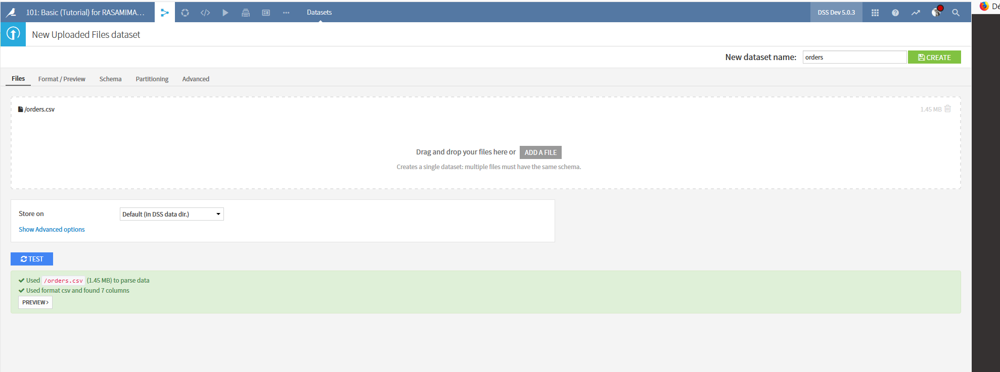 101: Basic (Tutorial) for RASAMIMA... Datasets DSS Dev 5.0.3
New Uploaded Files dataset
New dataset name: orders CREATE
Files Format / Preview Schema Partitioning Advanced
/orders.csv 1.45 MB
Drag and drop your files here or ADD A FILE
Creates a single dataset: multiple files must have the same schema.
Store on Default (in DSS data dir.)
Show Advanced options
TEST
Used /orders.csv (1.45 MB) to parse data
Used format csv and found 7 columns
PREVIEW ›